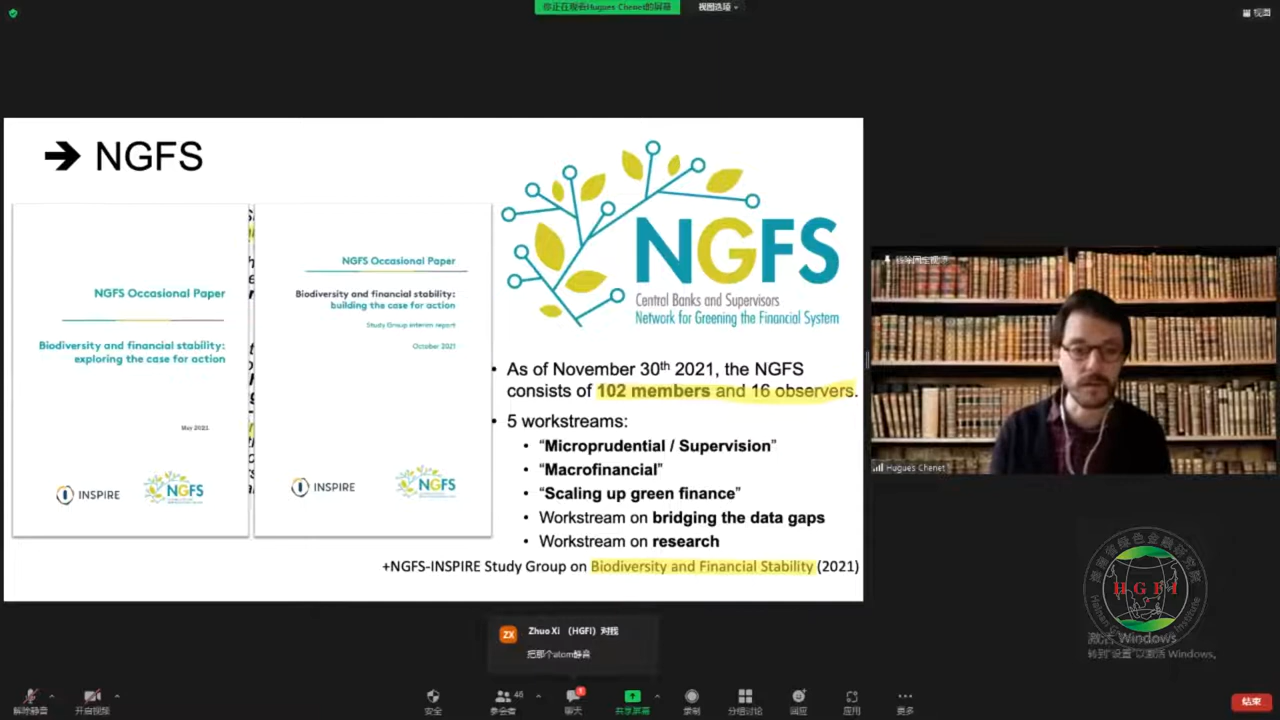 你正在观看Hugues Chenet的屏幕
视图选项
视图
➔ NGFS
NGFS Occasional Paper
Biodiversity and financial stability:
exploring the case for action
May 2021
INSPIRE
NGFS
NGFS Occasional Paper
Biodiversity and financial stability:
building the case for action
Study Group interim report
October 2021
INSPIRE
NGFS
NGFS
Central Banks and Supervisors
Network for Greening the Financial System
• As of November 30th 2021, the NGFS
consists of 102 members and 16 observers.
• 5 workstreams:
• “Microprudential / Supervision”
• “Macrofinancial”
• “Scaling up green finance”
• Workstream on bridging the data gaps
• Workstream on research
+NGFS-INSPIRE Study Group on Biodiversity and Financial Stability (2021)
Hugues Chenet
HGFI
激活 Windows
转到"设置"以激活 Windows。
ZX
Zhuo Xi （HGFI）对我
把那个atom静音
解除静音
开启视频
安全
参会者
48
聊天
1
共享屏幕
录制
分组讨论
回应
应用
更多
结束